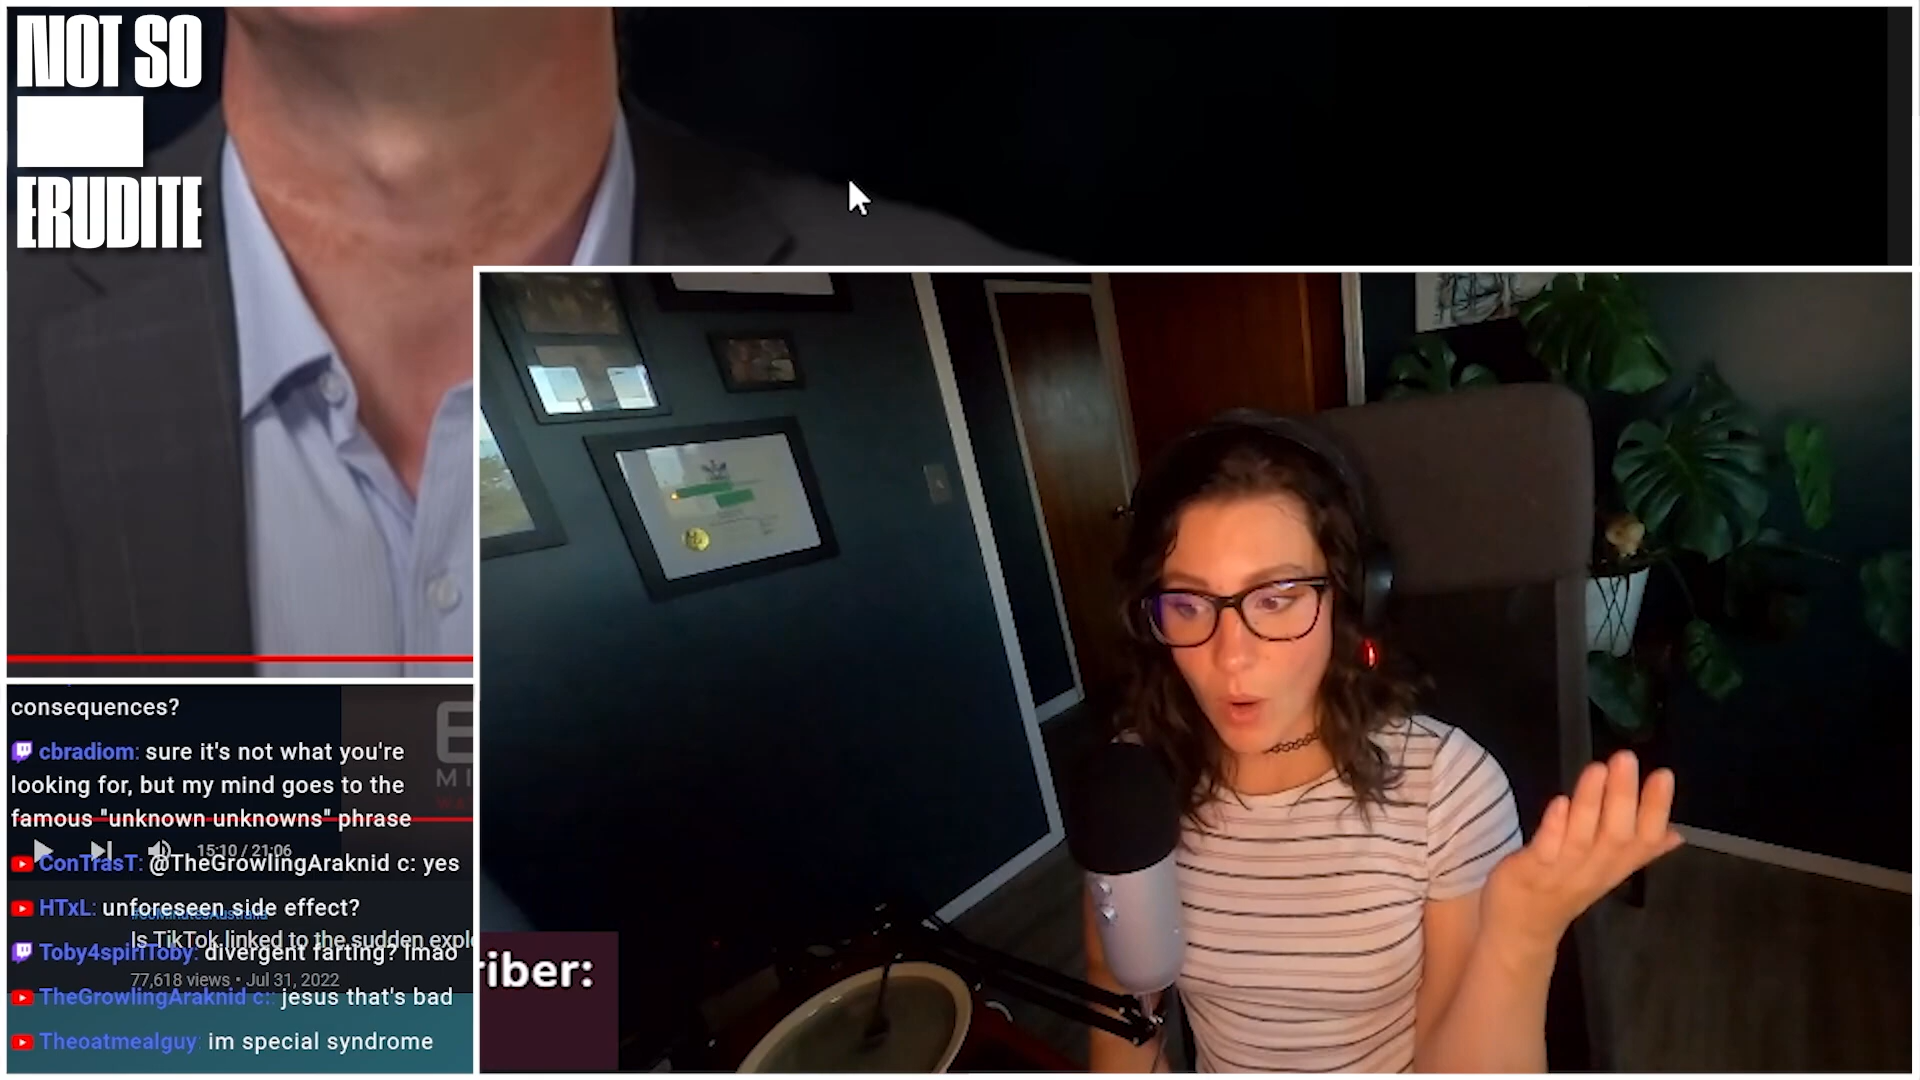 NOT SO
ERUDITE
consequences?
cbradiom: sure it's not what you're
looking for, but my mind goes to the
famous "unknown unknowns" phrase
15:10 / 21:06
ConTrasT: @TheGrowlingAraknid c: yes
HTxL: unforeseen side effect?
Is TikTok linked to the sudden expl
Toby4spiriToby: divergent farting? lmao
77,618 views • Jul 31, 2022
TheGrowlingAraknid c:: jesus that's bad
Theoatmealguy: im special syndrome
riber: